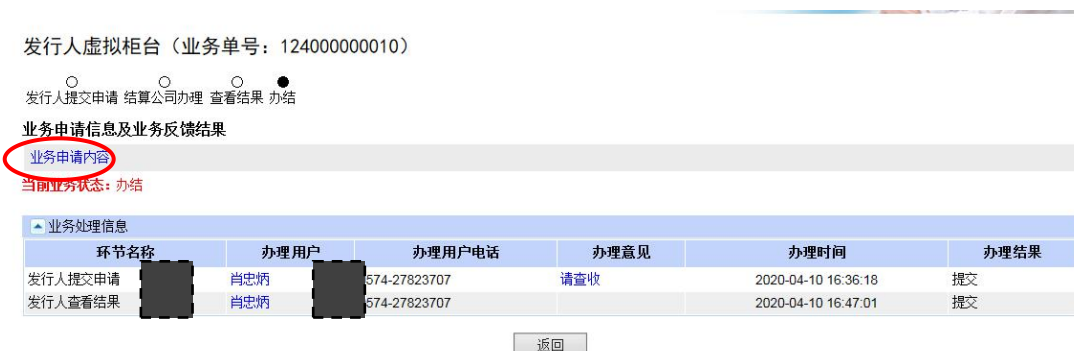 发行人虚拟柜台（业务单号：124000000010）
发行人提交申请 结算公司办理 查看结果 办结
业务申请信息及业务反馈结果
业务申请内容
当前业务状态：办结
业务处理信息
环节名称 办理用户 办理用户电话 办理意见 办理时间 办理结果
发行人提交申请 肖忠炳 574-27823707 请查收 2020-04-10 16:36:18 提交
发行人查看结果 肖忠炳 574-27823707 2020-04-10 16:47:01 提交
返回